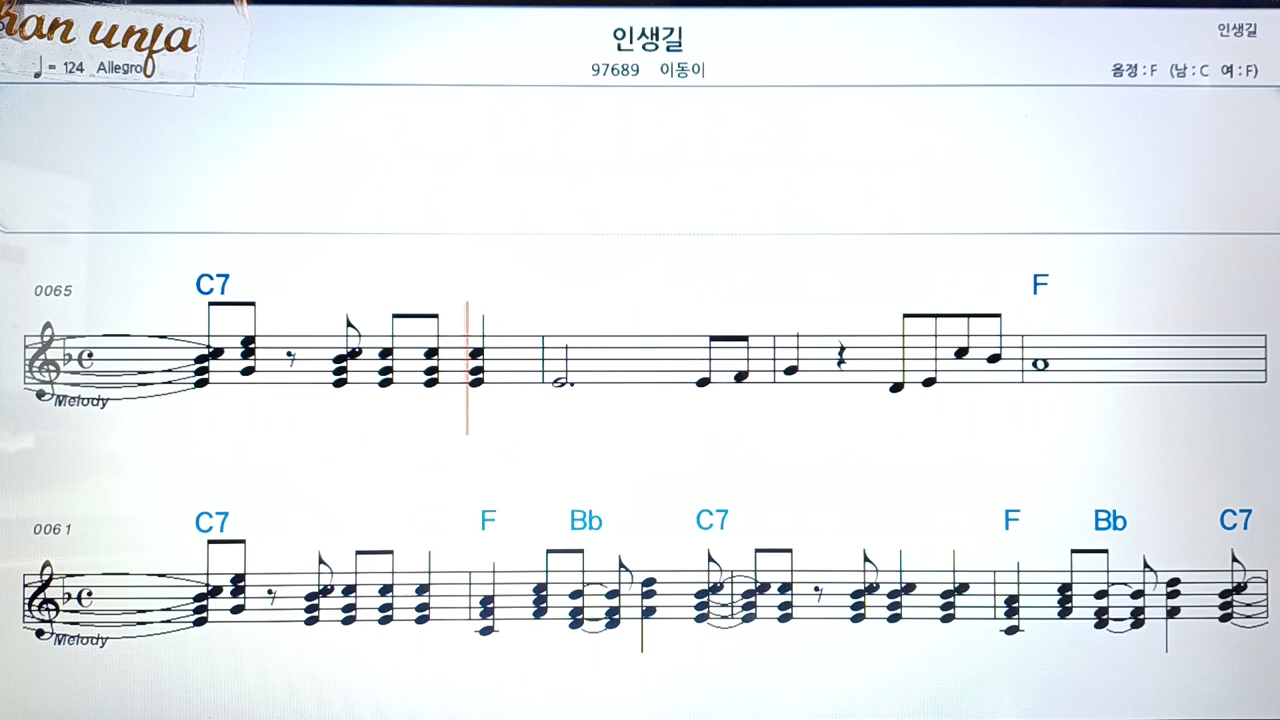 han unfa
인생길
인생길
♩= 124 Allegro
97689 이동이
음정 : F (남 : C 여 : F)
0065
C7 F
Melody
0061
C7 F Bb C7 F Bb C7
Melody